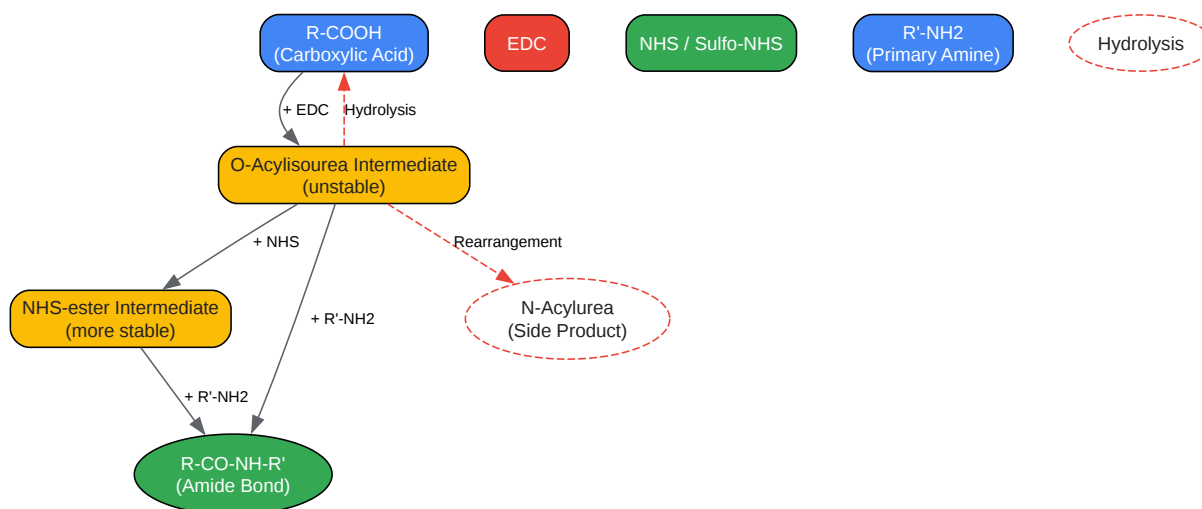 R-COOH
(Carboxylic Acid)
EDC
NHS / Sulfo-NHS
R'-NH2
(Primary Amine)
Hydrolysis
+ EDC
Hydrolysis
O-Acylisourea Intermediate
(unstable)
+ NHS
Rearrangement
NHS-ester Intermediate
(more stable)
+ R'-NH2
N-Acylurea
(Side Product)
+ R'-NH2
R-CO-NH-R'
(Amide Bond)